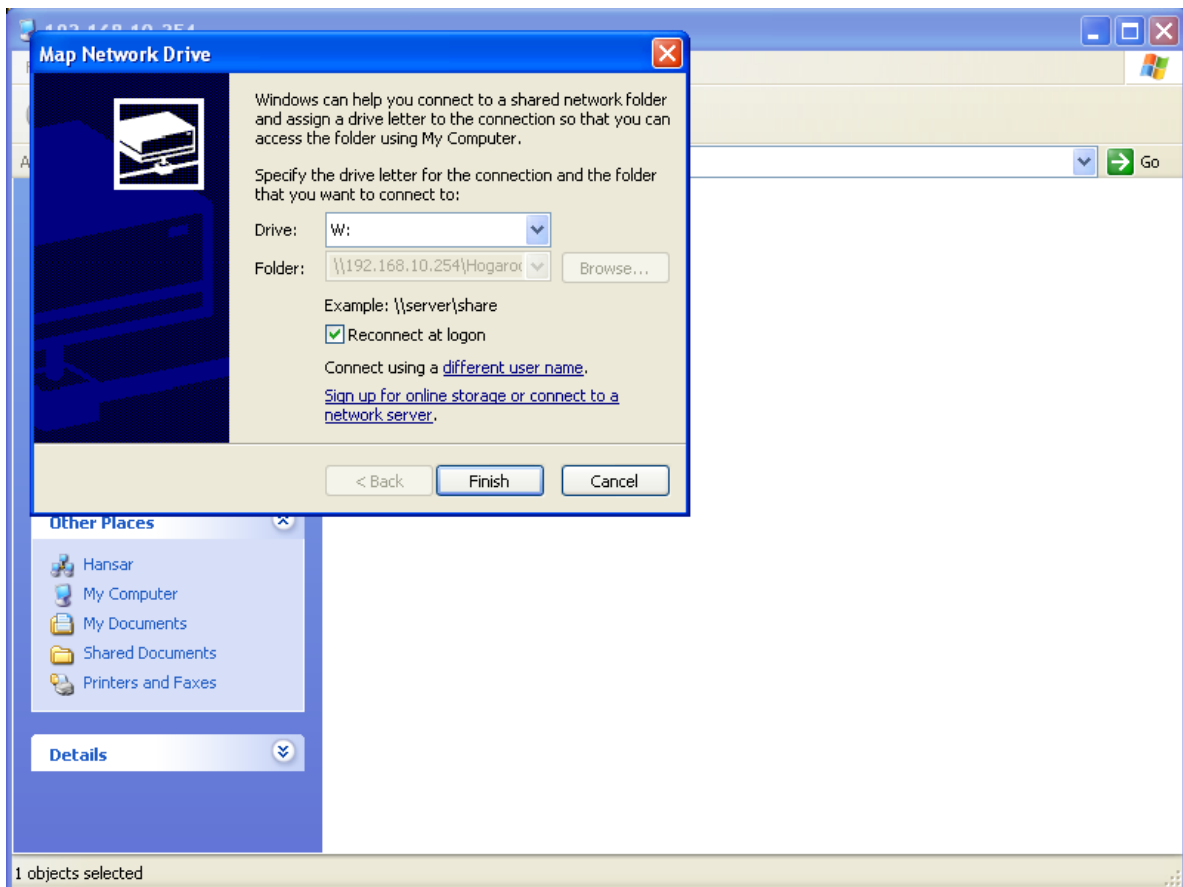 Map Network Drive
Windows can help you connect to a shared network folder
and assign a drive letter to the connection so that you can
access the folder using My Computer.
Specify the drive letter for the connection and the folder
that you want to connect to:
Drive: W:
Folder: Browse...
Example: \\server\share
Reconnect at logon
Connect using a different user name.
Sign up for online storage or connect to a
network server.
< Back Finish Cancel
Go
Other Places
Hansar
My Computer
My Documents
Shared Documents
Printers and Faxes
Details
1 objects selected